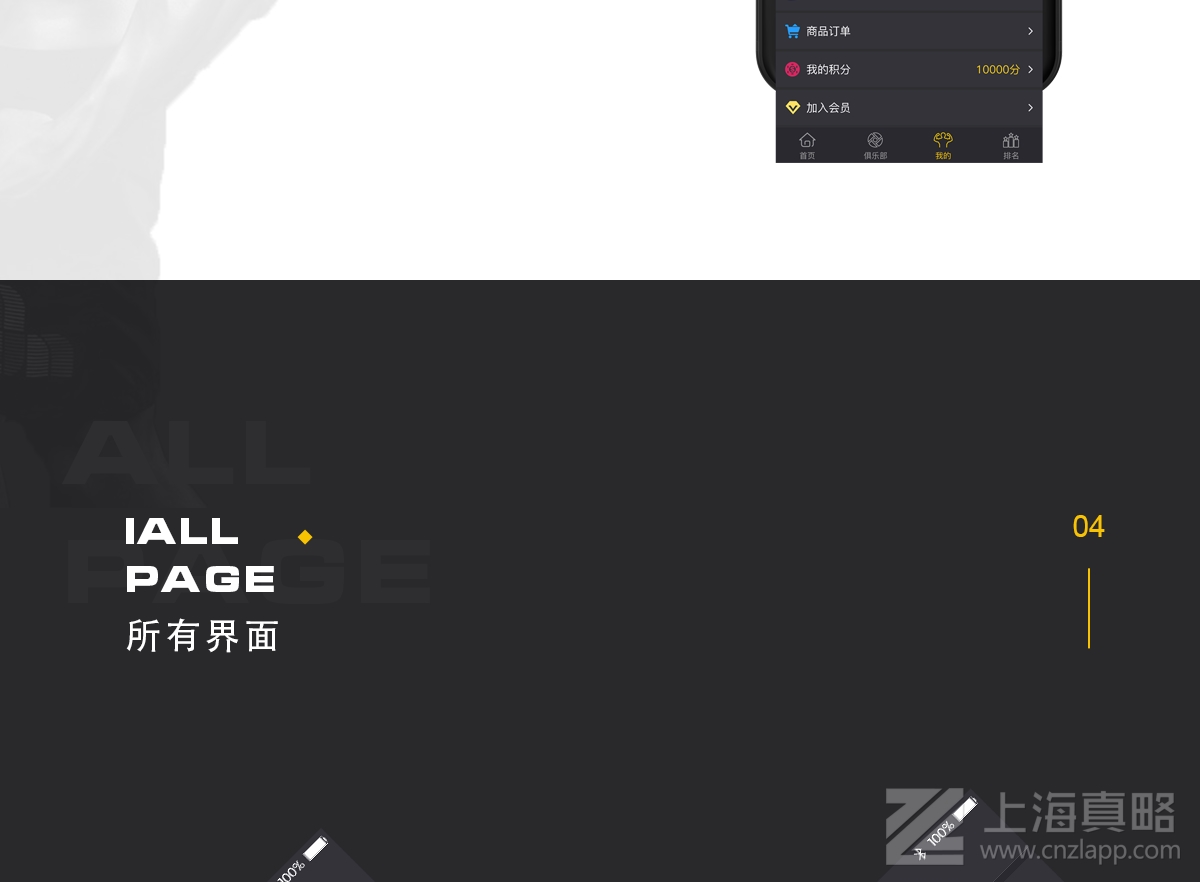 商品订单
我的积分 10000分
加入会员
首页 俱乐部 我的 排名
ALL
PAGE
IALL
PAGE
所有界面
04
100%
100%
上海真略
www.cnzlapp.com